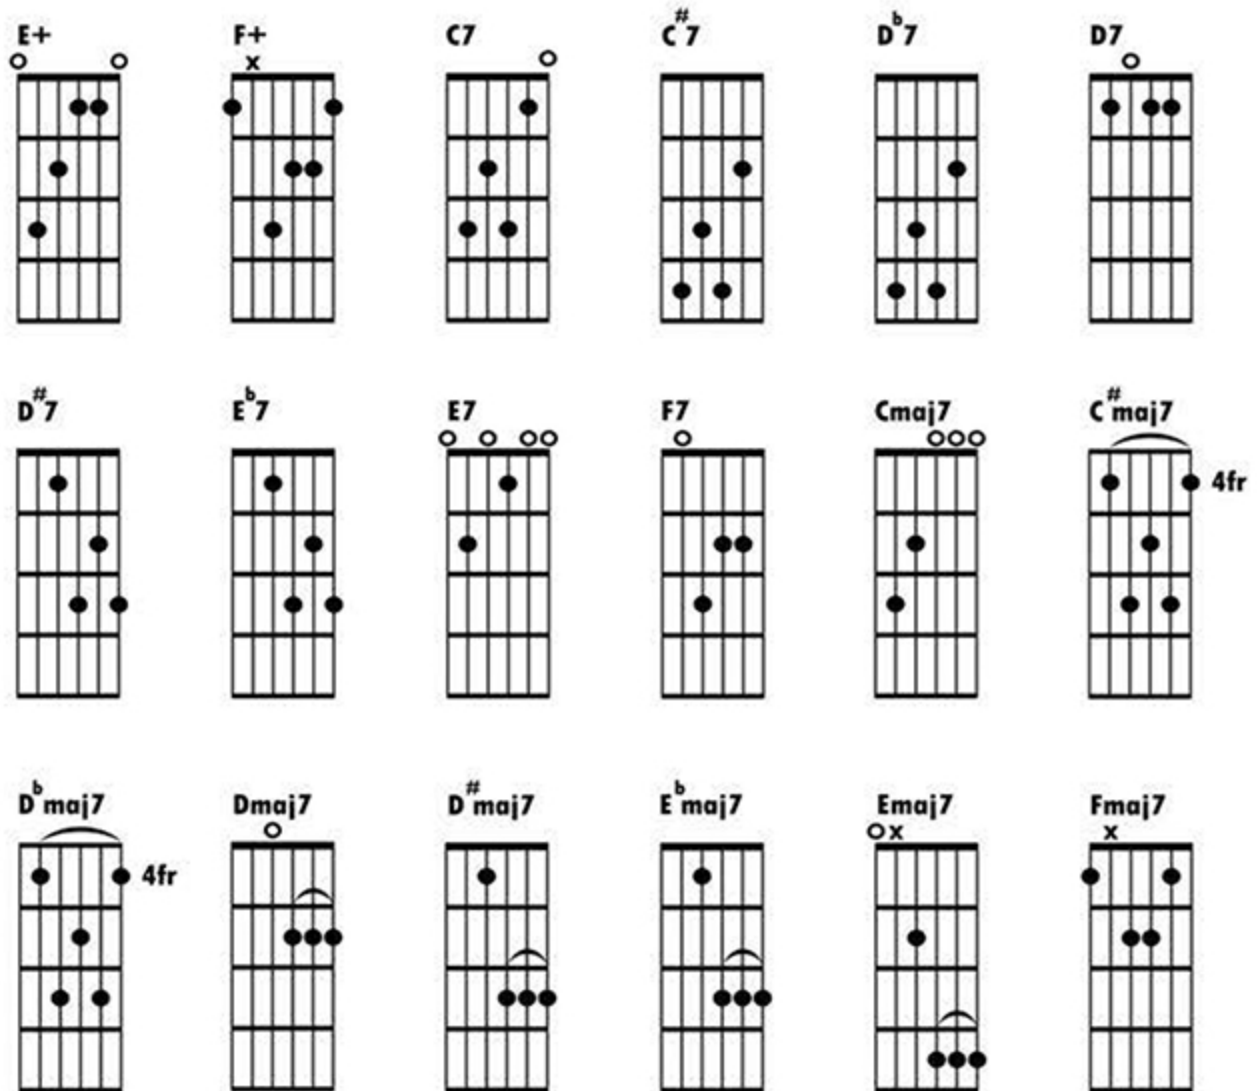 E+ F+ C7 C#7 Db7 D7
o o x o o
D#7 Eb7 E7 F7 Cmaj7 C#maj7
o o o o o o o o
4fr
Dbmaj7 Dmaj7 D#maj7 Ebmaj7 Emaj7 Fmaj7
o o x x
4fr